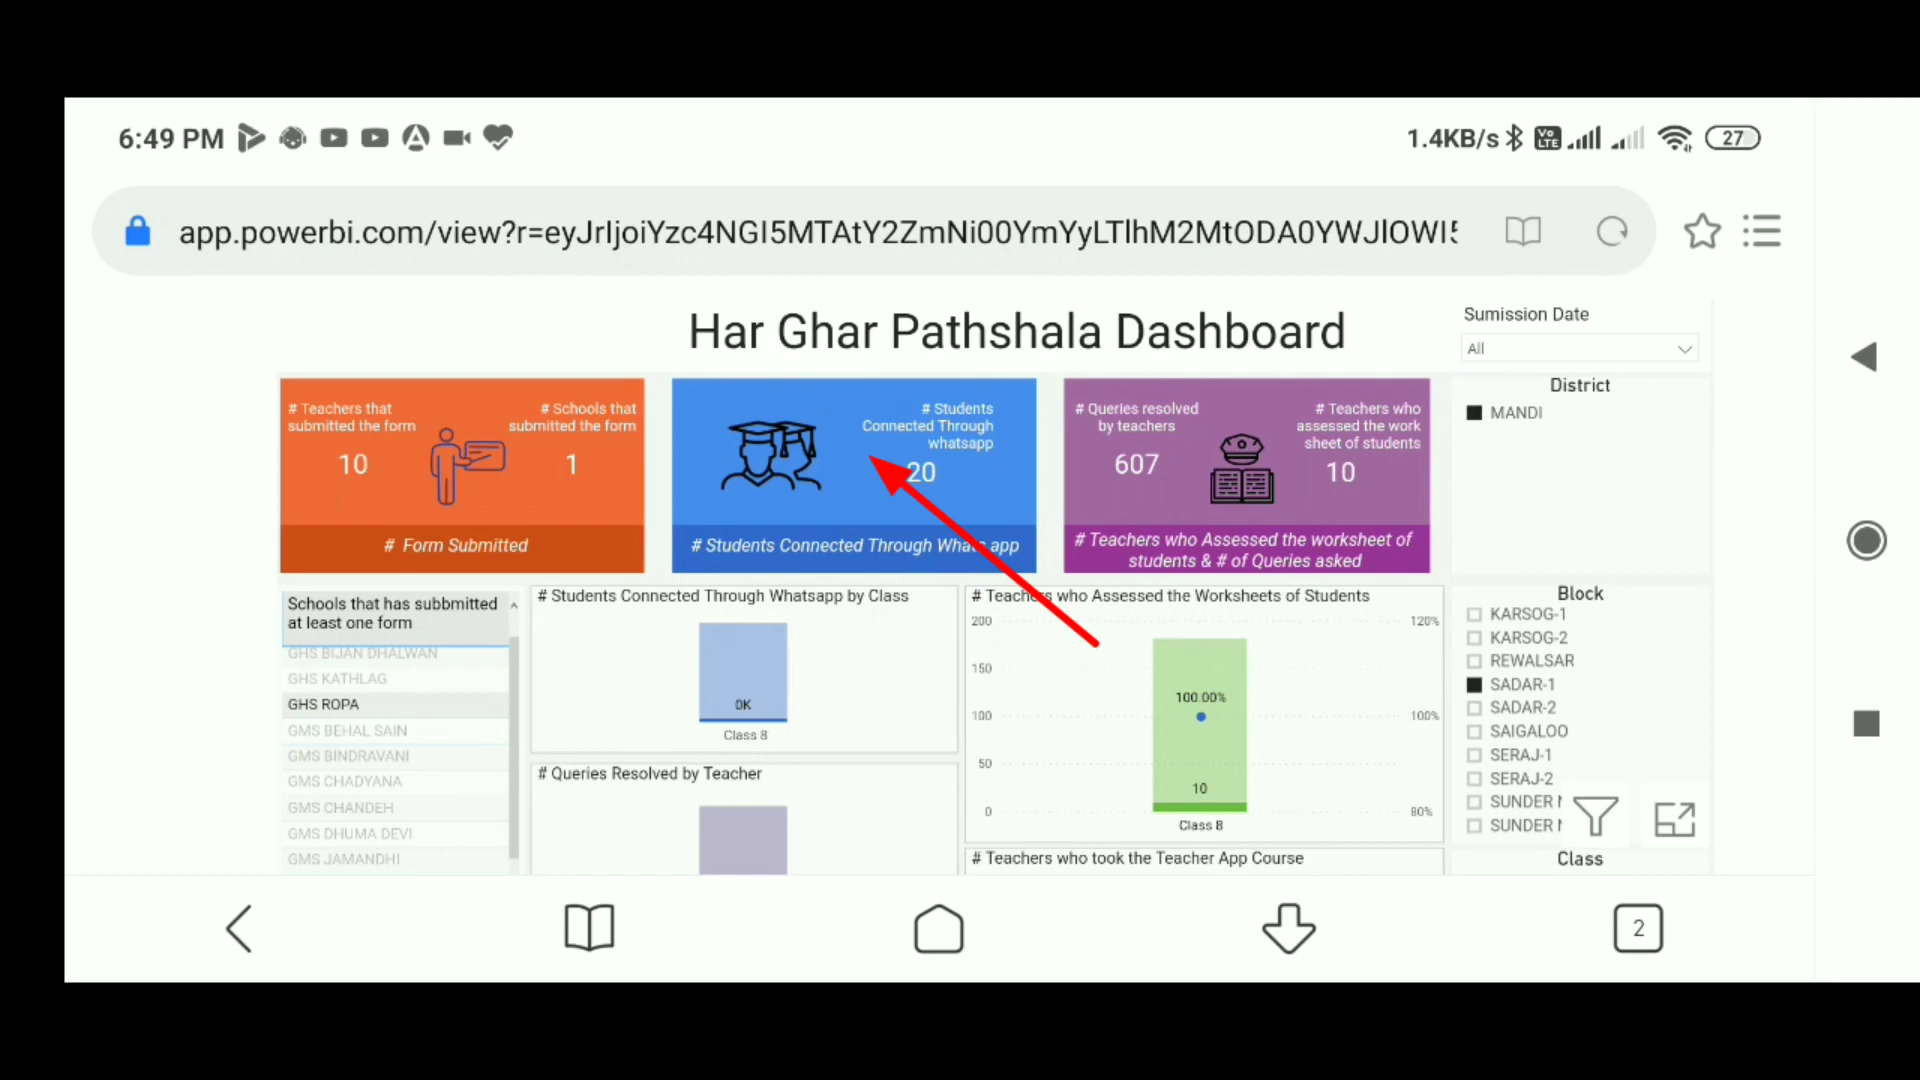 6:49 PM
1.4KB/s
Vo
LTE
27
app.powerbi.com/view?r=eyJrIjoiYzc4NGI5MTAtY2ZmNi00YmYyLTlhM2MtODA0YWJlOWI5
Har Ghar Pathshala Dashboard
Sumission Date
All
# Teachers that
submitted the form
10
# Schools that
submitted the form
1
# Form Submitted
# Students
Connected Through
whatsapp
20
# Students Connected Through Whats app
# Queries resolved
by teachers
607
# Teachers who
assessed the work
sheet of students
10
# Teachers who Assessed the worksheet of
students & # of Queries asked
District
MANDI
Schools that has subbmitted
at least one form
GHS BIJAN DHALWAN
GHS KATHLAG
GHS ROPA
GMS BEHAL SAIN
GMS BINDRAVANI
GMS CHADYANA
GMS CHANDEH
GMS DHUMA DEVI
GMS JAMANDHI
# Students Connected Through Whatsapp by Class
0K
Class 8
# Queries Resolved by Teacher
# Teachers who Assessed the Worksheets of Students
200
150
100
50
0
120%
100%
80%
100.00%
10
Class 8
# Teachers who took the Teacher App Course
Block
KARSOG-1
KARSOG-2
REWALSAR
SADAR-1
SADAR-2
SAIGALOO
SERAJ-1
SERAJ-2
SUNDER
SUNDER
Class
2